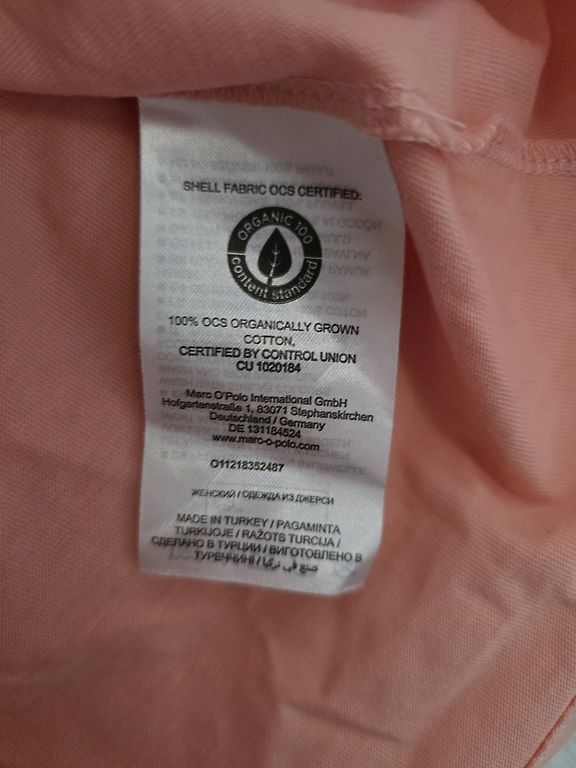 SHELL FABRIC OCS CERTIFIED:
ORGANIC 100
content standard
100% OCS ORGANICALLY GROWN
COTTON,
CERTIFIED BY CONTROL UNION
CU 1020184
Marc O'Polo International GmbH
Hofgartenstraße 1, 83071 Stephanskirchen
Deutschland / Germany
DE 131184524
www.marc-o-polo.com
O11218352487
ЖЕНСКИЙ / ОДЕЖДА ИЗ ДЖЕРСИ
MADE IN TURKEY / PAGAMINTA
TURKIJOJE / RAŽOTS TURCIJA /
СДЕЛАНО В ТУРЦИИ / ВИГОТОВЛЕНО В
ТУРЕЧЧИНІ / صنع في تركيا